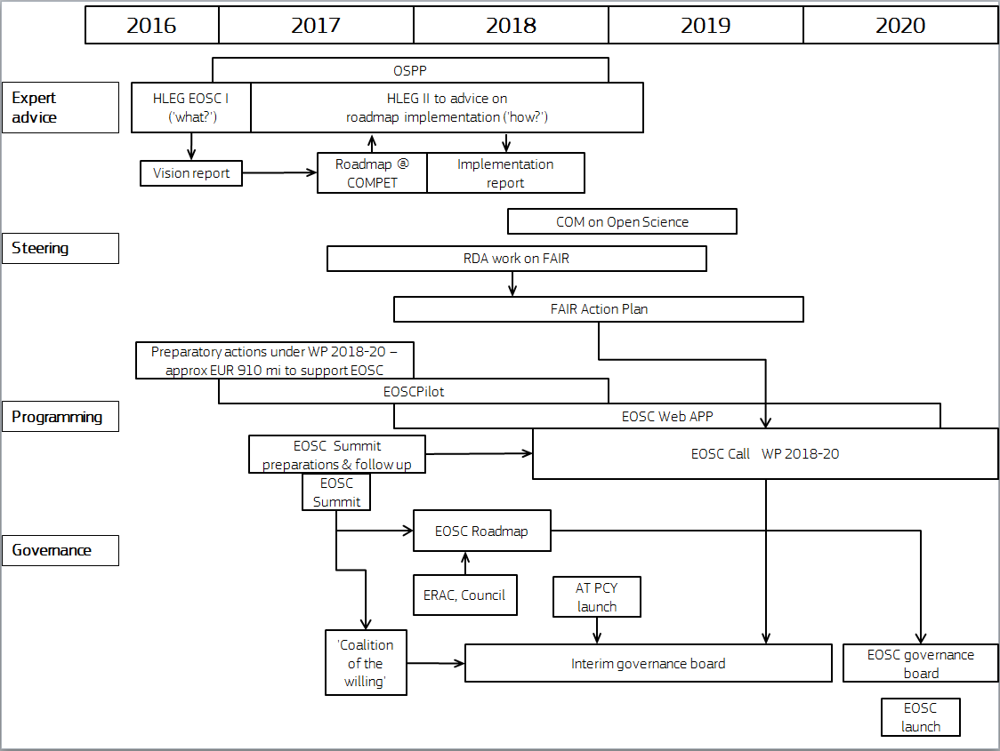 2016 2017 2018 2019 2020
OSPP
Expert
advice
HLEG EOSC I
('what?')
HLEG II to advice on
roadmap implementation ('how?')
Vision report
Roadmap @
COMPET
Implementation
report
COM on Open Science
Steering
RDA work on FAIR
FAIR Action Plan
Preparatory actions under WP 2018-20 –
approx EUR 910 mi to support EOSC
EOSCPilot
Programming
EOSC Web APP
EOSC Summit
preparations & follow up
EOSC Call WP 2018-20
EOSC
Summit
EOSC Roadmap
Governance
ERAC, Council
AT PCY
launch
'Coalition
of the
willing'
Interim governance board
EOSC governance
board
EOSC
launch